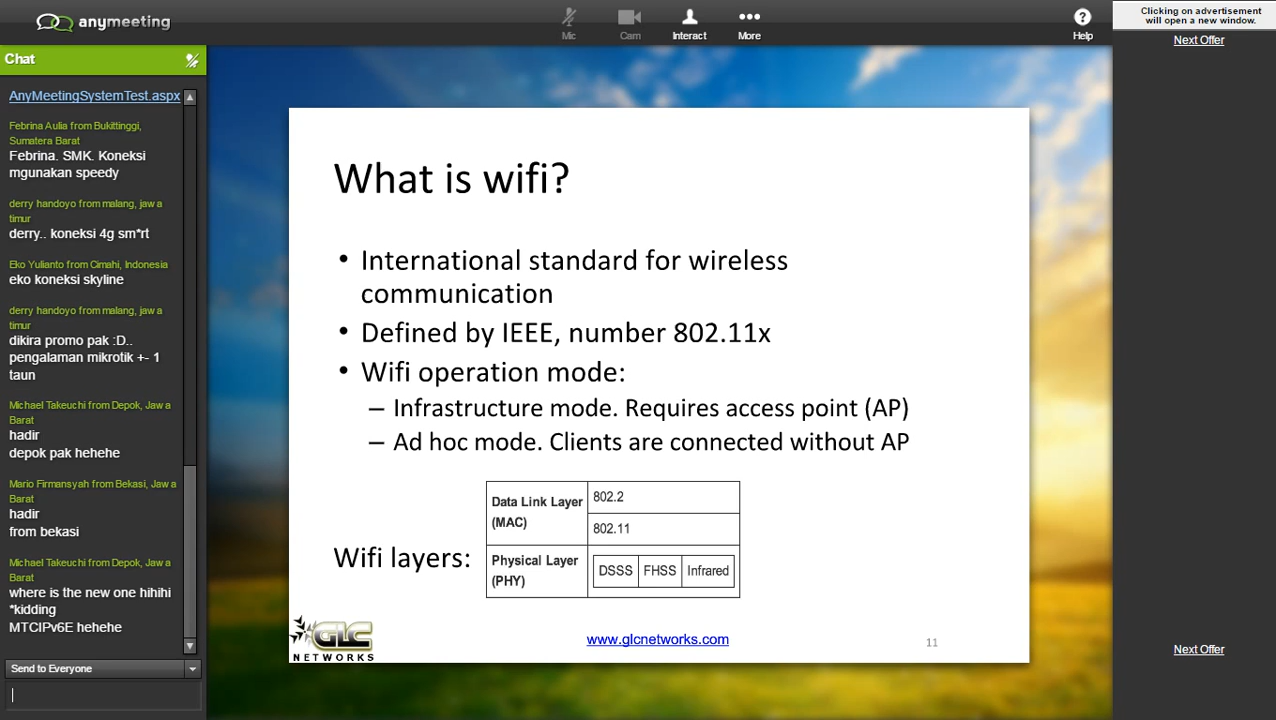 anymeeting
Mic
Cam
Interact
More
Help
Clicking on advertisement
will open a new window.
Next Offer
Chat
AnyMeetingSystemTest.aspx
Febrina Aulia from Bukittinggi,
Sumatera Barat
Febrina. SMK. Koneksi
mgunakan speedy
derry handoyo from malang, jaw a
timur
derry.. koneksi 4g sm*rt
Eko Yulianto from Cimahi, Indonesia
eko koneksi skyline
derry handoyo from malang, jaw a
timur
dikira promo pak :D..
pengalaman mikrotik +- 1
taun
Michael Takeuchi from Depok, Jaw a
Barat
hadir
depok pak hehehe
Mario Firmansyah from Bekasi, Jaw a
Barat
hadir
from bekasi
Michael Takeuchi from Depok, Jaw a
Barat
where is the new one hihihi
*kidding
MTCIPv6E hehehe
Send to Everyone
What is wifi?
• International standard for wireless
communication
• Defined by IEEE, number 802.11x
• Wifi operation mode:
– Infrastructure mode. Requires access point (AP)
– Ad hoc mode. Clients are connected without AP
Wifi layers:
Data Link Layer
(MAC)
802.2
802.11
Physical Layer
(PHY)
DSSS FHSS Infrared
GLC
NETWORKS
www.glcnetworks.com
11
Next Offer